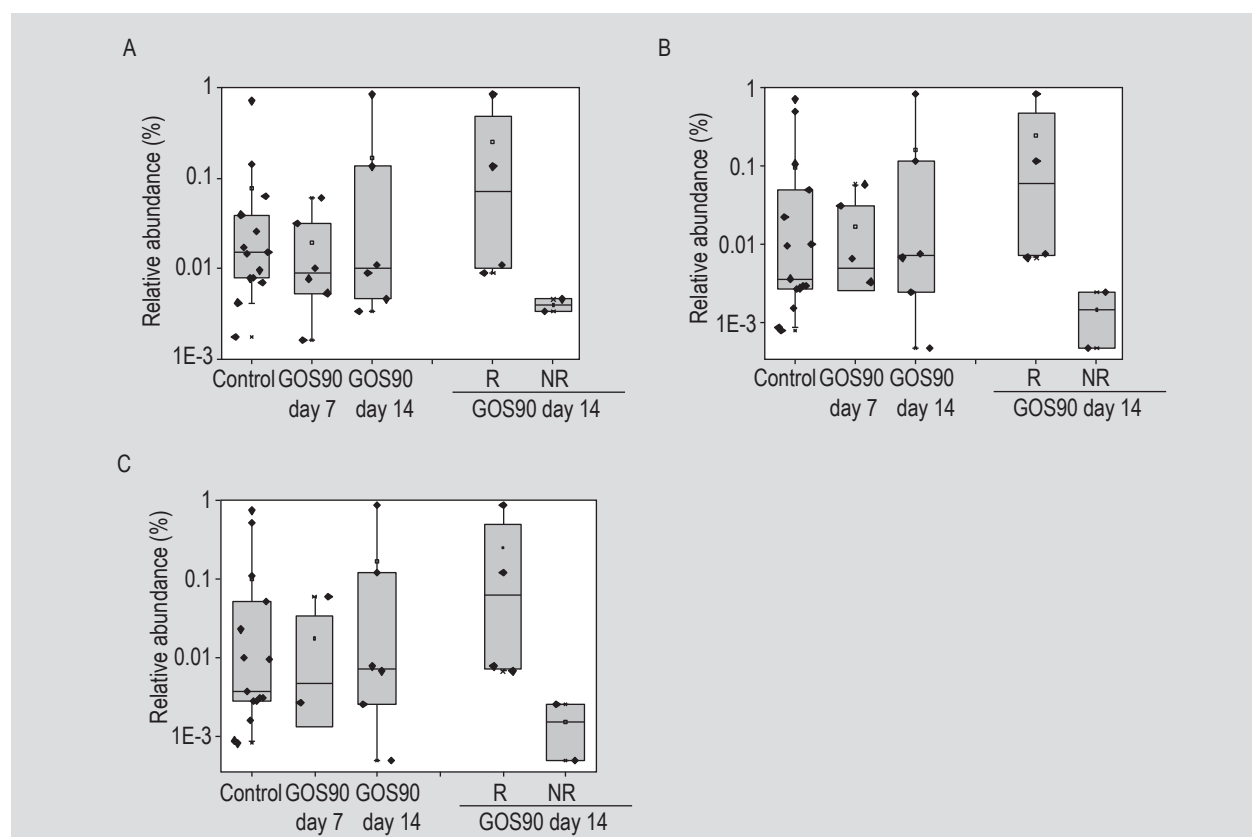 A
Relative abundance (%)
1
0.1
0.01
1E-3
Control
GOS90 day 7
GOS90 day 14
R
NR
GOS90 day 14
B
Relative abundance (%)
1
0.1
0.01
1E-3
Control
GOS90 day 7
GOS90 day 14
R
NR
GOS90 day 14
C
Relative abundance (%)
1
0.1
0.01
1E-3
Control
GOS90 day 7
GOS90 day 14
R
NR
GOS90 day 14